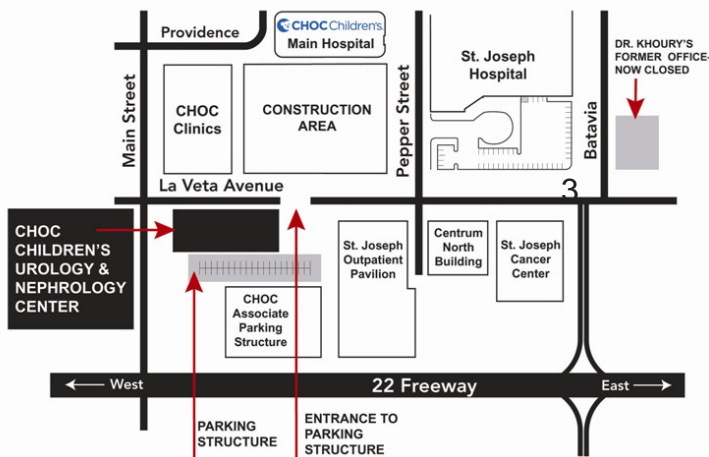 Providence
CHOC Children's.
Main Hospital
Main Street
CHOC
Clinics
CONSTRUCTION
AREA
Pepper Street
St. Joseph
Hospital
Batavia
DR. KHOURY'S
FORMER OFFICE-
NOW CLOSED
La Veta Avenue
3
CHOC
CHILDREN'S
UROLOGY &
NEPHROLOGY
CENTER
St. Joseph
Outpatient
Pavilion
Centrum
North
Building
St. Joseph
Cancer
Center
CHOC
Associate
Parking
Structure
West
22 Freeway
East
PARKING
STRUCTURE
ENTRANCE TO
PARKING
STRUCTURE